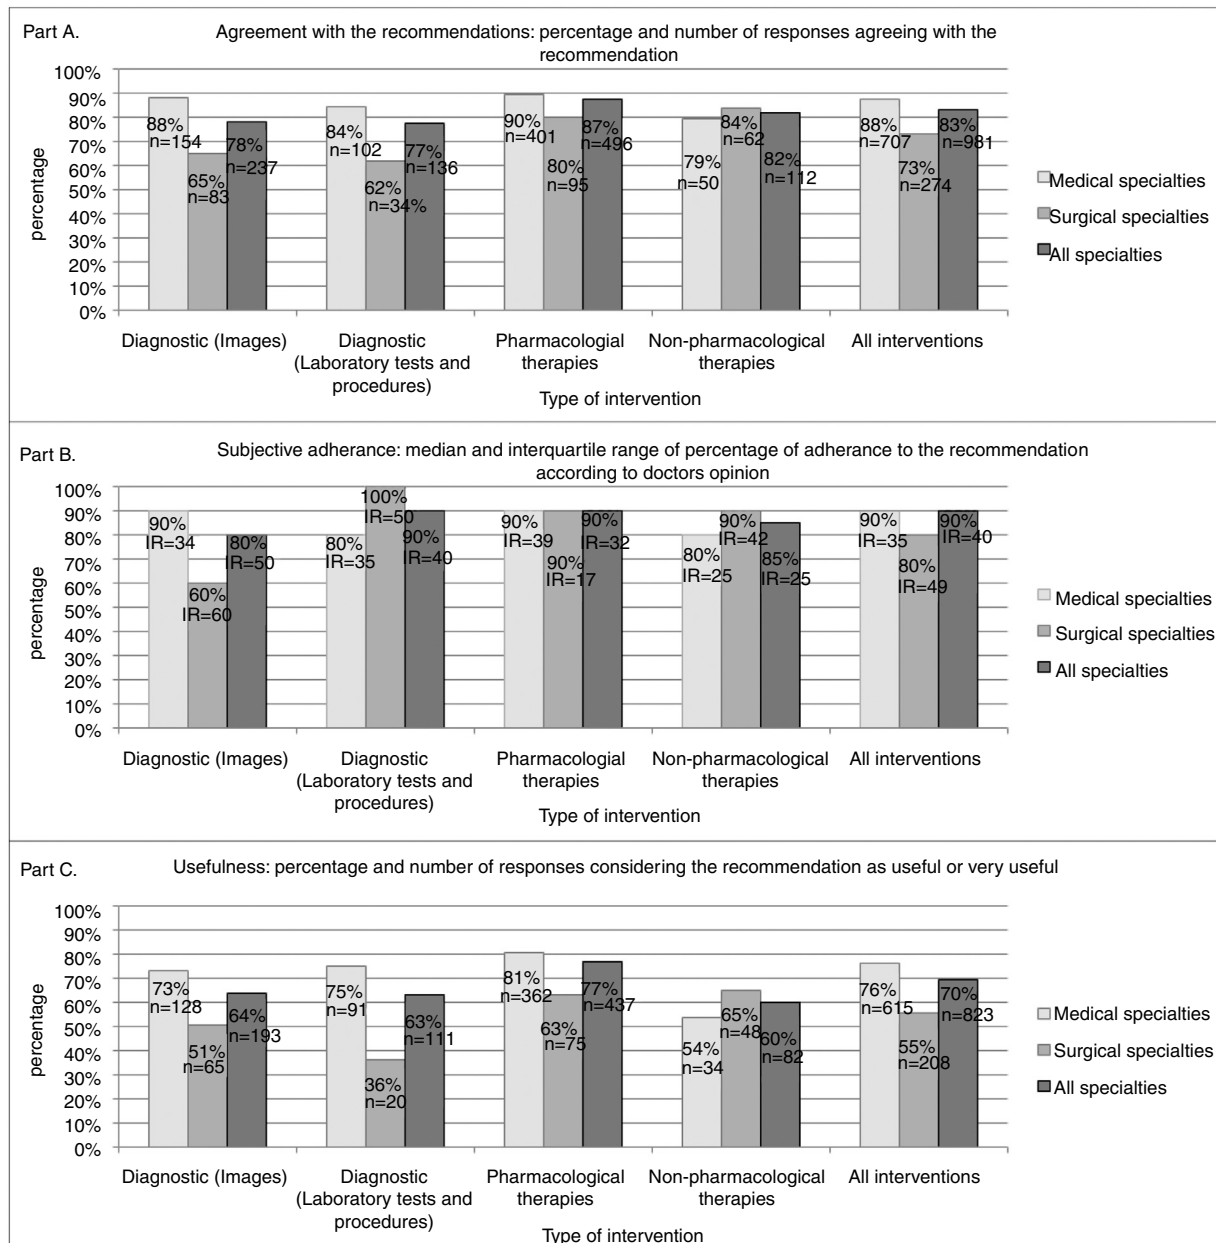 Part A.
Agreement with the recommendations: percentage and number of responses agreeing with the
recommendation
percentage
100%
90%
80%
70%
60%
50%
40%
30%
20%
10%
0%
88%
n=154
65%
n=83
78%
n=237
84%
n=102
62%
n=34%
77%
n=136
90%
n=401
80%
n=95
87%
n=496
79%
n=50
84%
n=62
82%
n=112
88%
n=707
73%
n=274
83%
n=981
Medical specialties
Surgical specialties
All specialties
Diagnostic (Images)
Diagnostic
(Laboratory tests and
procedures)
Pharmacologial
therapies
Non-pharmacological
therapies
All interventions
Type of intervention
Part B.
Subjective adherence: median and interquartile range of percentage of adherence to the recommendation
according to doctors opinion
percentage
100%
90%
80%
70%
60%
50%
40%
30%
20%
10%
0%
90%
IR=34
60%
IR=60
80%
IR=50
80%
IR=35
100%
IR=50
90%
IR=40
90%
IR=39
90%
IR=17
90%
IR=32
80%
IR=25
90%
IR=42
85%
IR=25
90%
IR=35
80%
IR=49
90%
IR=40
Medical specialties
Surgical specialties
All specialties
Diagnostic (Images)
Diagnostic
(Laboratory tests and
procedures)
Pharmacologial
therapies
Non-pharmacological
therapies
All interventions
Type of intervention
Part C.
Usefulness: percentage and number of responses considering the recommendation as useful or very useful
percentage
100%
90%
80%
70%
60%
50%
40%
30%
20%
10%
0%
73%
n=128
51%
n=65
64%
n=193
75%
n=91
36%
n=20
63%
n=111
81%
n=362
63%
n=75
77%
n=437
54%
n=34
65%
n=48
60%
n=82
76%
n=615
55%
n=208
70%
n=823
Medical specialties
Surgical specialties
All specialties
Diagnostic (Images)
Diagnostic
(Laboratory tests and
procedures)
Pharmacological
therapies
Non-pharmacological
therapies
All interventions
Type of intervention